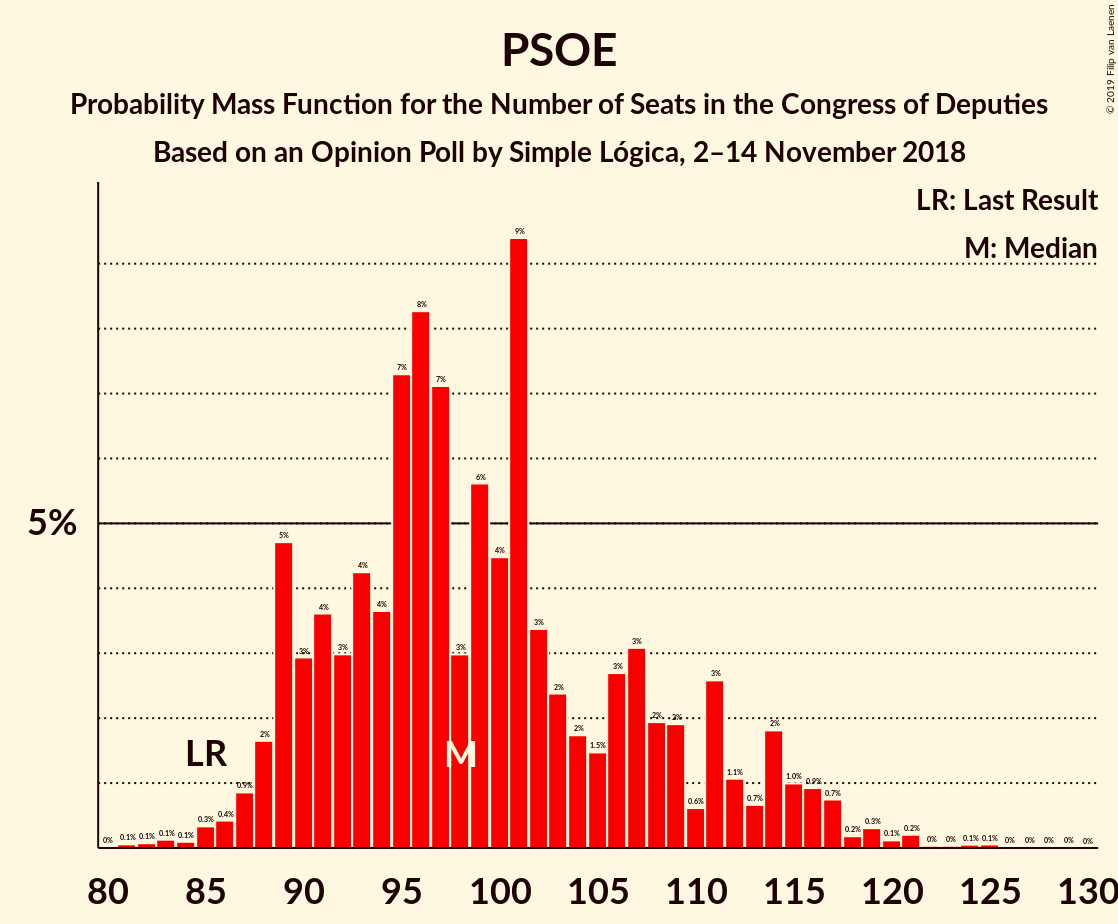 PSOE
Probability Mass Function for the Number of Seats in the Congress of Deputies
Based on an Opinion Poll by Simple Lógica, 2–14 November 2018
© 2019 Filip van Laenen
LR: Last Result
M: Median
5%
0% 0.1% 0.1% 0.1% 0.1% 0.3% 0.4% 0.9% 2% 5% 3% 4% 3% 4% 4% 7% 8% 7% 3% 6% 4% 9% 3% 2% 2% 1.5% 3% 3% 2% 2% 0.6% 3% 1.1% 0.7% 2% 1.0% 0.9% 0.7% 0.2% 0.3% 0.1% 0.2% 0% 0% 0.1% 0.1% 0% 0% 0% 0% 0%
LR M
80 85 90 95 100 105 110 115 120 125 130